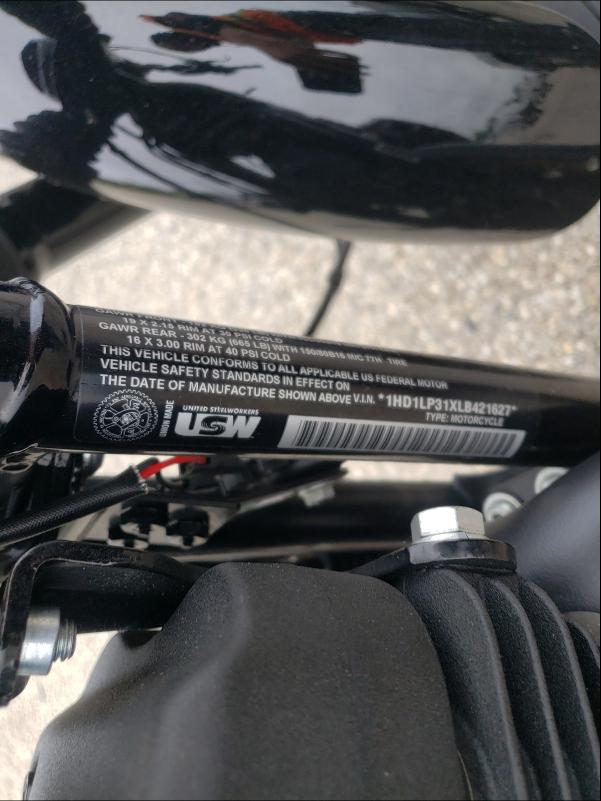 GAWR FRONT
19 X 2.15 RIM AT 30 PSI COLD
GAWR REAR - 302 KG (665 LB) WITH 150/80B16 M/C 77H TIRE
16 X 3.00 RIM AT 40 PSI COLD
THIS VEHICLE CONFORMS TO ALL APPLICABLE US FEDERAL MOTOR
VEHICLE SAFETY STANDARDS IN EFFECT ON
THE DATE OF MANUFACTURE SHOWN ABOVE V.I.N. *1HD1LP31XLB421627*
TYPE: MOTORCYCLE
UNION MADE
UNITED STEELWORKERS
USW